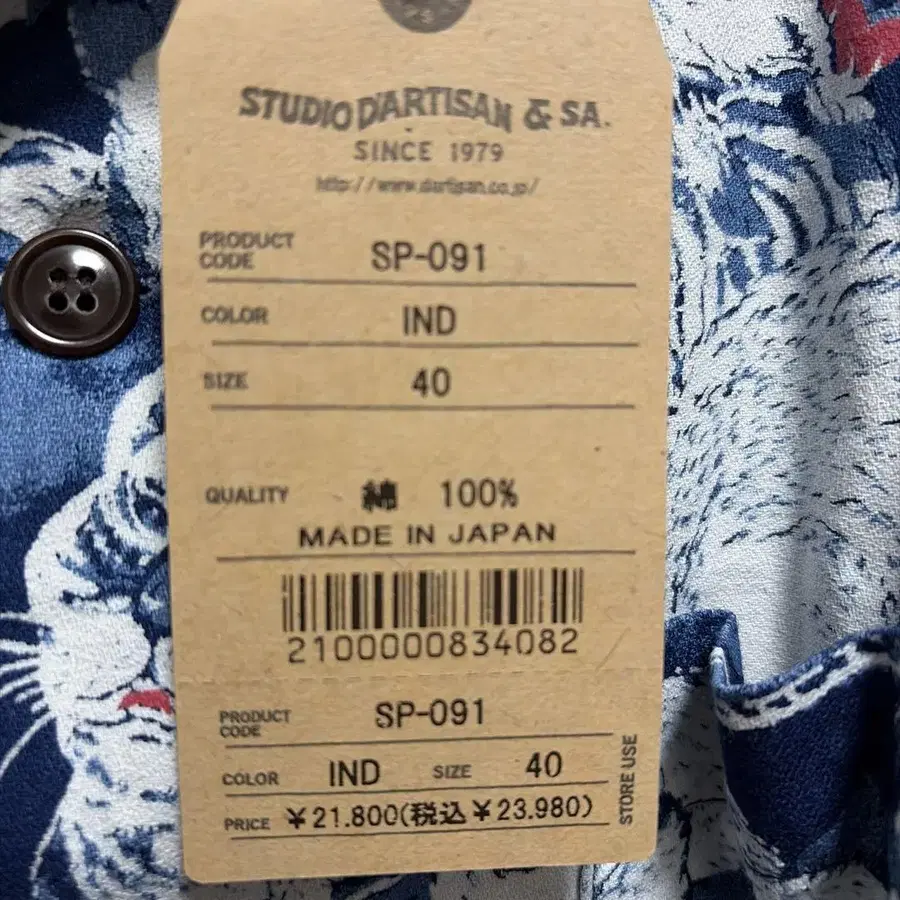 STUDIO D'ARTISAN & SA.
SINCE 1979
http://www.dartisan.co.jp/
PRODUCT CODE SP-091
COLOR IND
SIZE 40
QUALITY 綿 100%
MADE IN JAPAN
2100000834082
PRODUCT CODE SP-091
COLOR IND SIZE 40
PRICE ¥21.800(税込¥23.980)
STORE USE